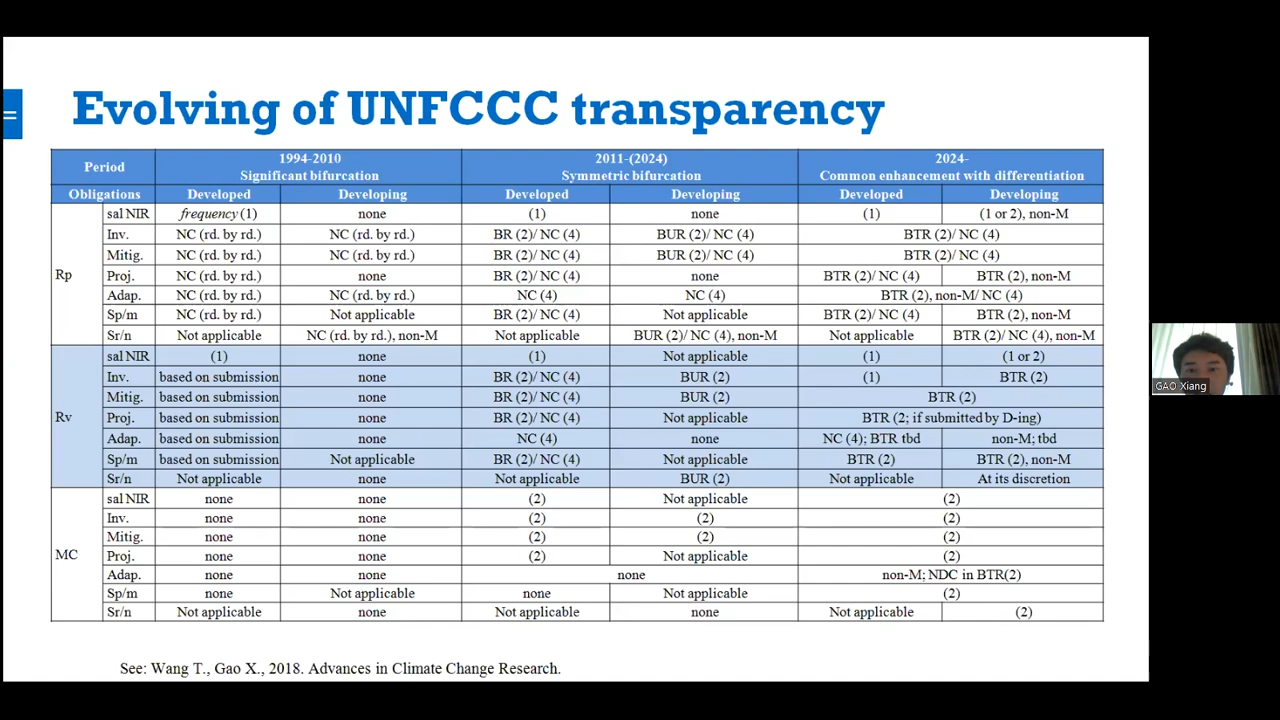 Evolving of UNFCCC transparency
Period 1994-2010 2011-(2024) 2024-
Significant bifurcation Symmetric bifurcation Common enhancement with differentiation
Obligations Developed Developing Developed Developing Developed Developing
Rp
sal NIR frequency (1) none (1) none (1) (1 or 2), non-M
Inv. NC (rd. by rd.) NC (rd. by rd.) BR (2)/ NC (4) BUR (2)/ NC (4) BTR (2)/ NC (4)
Mitig. NC (rd. by rd.) NC (rd. by rd.) BR (2)/ NC (4) BUR (2)/ NC (4) BTR (2)/ NC (4)
Proj. NC (rd. by rd.) none BR (2)/ NC (4) none BTR (2)/ NC (4) BTR (2), non-M
Adap. NC (rd. by rd.) NC (rd. by rd.) NC (4) NC (4) BTR (2), non-M/ NC (4)
Sp/m NC (rd. by rd.) Not applicable BR (2)/ NC (4) Not applicable BTR (2)/ NC (4) BTR (2), non-M
Sr/n Not applicable NC (rd. by rd.), non-M Not applicable BUR (2)/ NC (4), non-M Not applicable BTR (2)/ NC (4), non-M
Rv
sal NIR (1) none (1) Not applicable (1) (1 or 2)
Inv. based on submission none BR (2)/ NC (4) BUR (2) (1) BTR (2)
Mitig. based on submission none BR (2)/ NC (4) BUR (2) BTR (2)
Proj. based on submission none BR (2)/ NC (4) Not applicable BTR (2; if submitted by D-ing)
Adap. based on submission none NC (4) none NC (4); BTR tbd non-M; tbd
Sp/m based on submission Not applicable BR (2)/ NC (4) Not applicable BTR (2) BTR (2), non-M
Sr/n Not applicable none Not applicable BUR (2) Not applicable At its discretion
MC
sal NIR none none (2) Not applicable (2)
Inv. none none (2) (2) (2)
Mitig. none none (2) (2) (2)
Proj. none none (2) Not applicable (2)
Adap. none none none non-M; NDC in BTR(2)
Sp/m none Not applicable none Not applicable (2)
Sr/n Not applicable none Not applicable none Not applicable (2)
See: Wang T., Gao X., 2018. Advances in Climate Change Research.
GAO Xiang